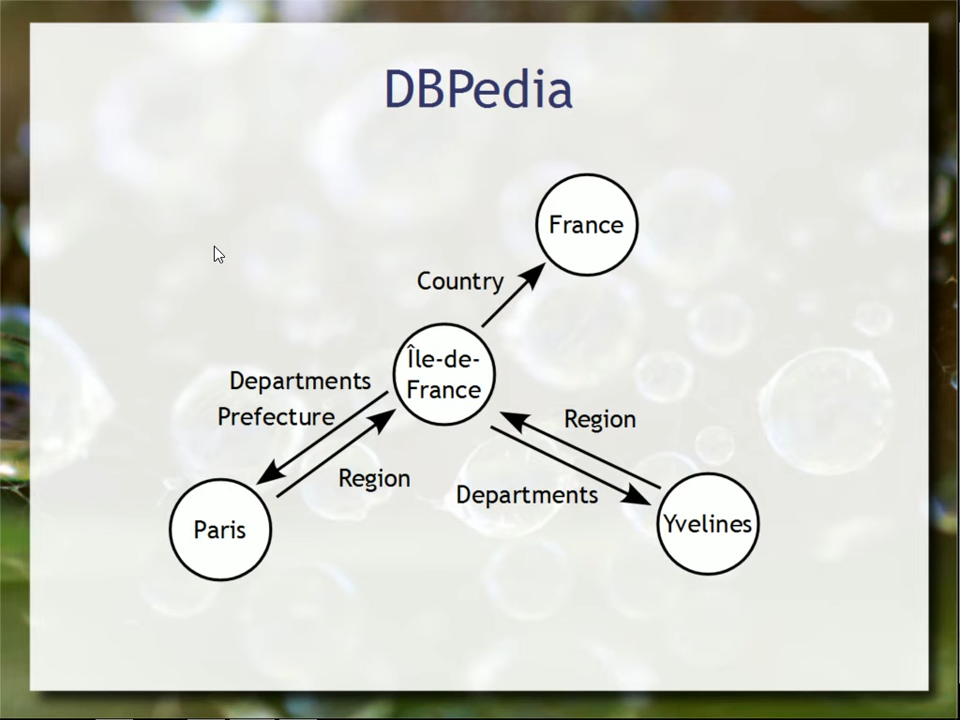 DBPedia
France
Country
Île-de-
France
Departments
Prefecture
Region
Region
Departments
Paris
Yvelines